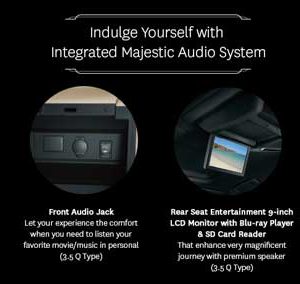 Indulge Yourself with
Integrated Majestic Audio System
Front Audio Jack
Let your experience the comfort
when you need to listen your
favorite movie/music in personal
(3.5 Q Type)
Rear Seat Entertainment 9-inch
LCD Monitor with Blu-ray Player
& SD Card Reader
That enhance very magnificent
journey with premium speaker
(3.5 Q Type)